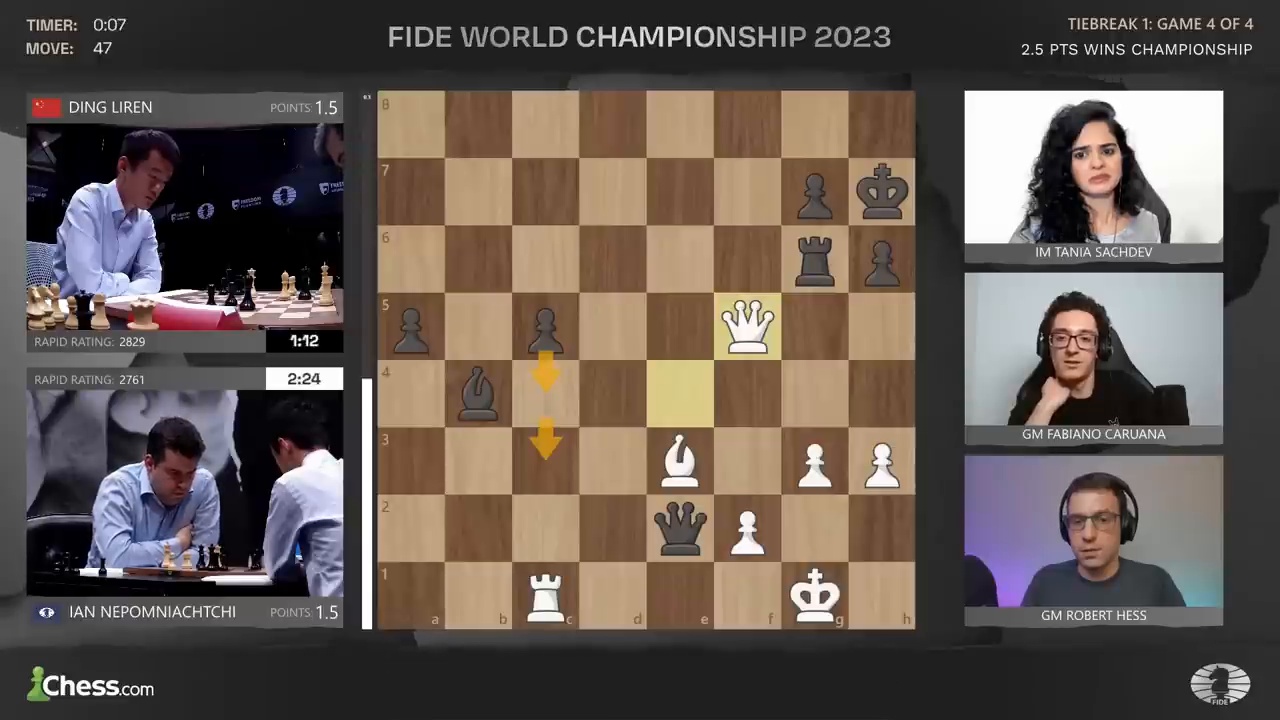 TIMER: 0:07
MOVE: 47
FIDE WORLD CHAMPIONSHIP 2023
TIEBREAK 1: GAME 4 OF 4
2.5 PTS WINS CHAMPIONSHIP
DING LIREN POINTS: 1.5
RAPID RATING: 2829 1:12
RAPID RATING: 2761 2:24
IAN NEPOMNIACHTCHI POINTS: 1.5
8
7
6
5
4
3
2
1
a b c d e f g h
IM TANIA SACHDEV
GM FABIANO CARUANA
GM ROBERT HESS
Chess.com
FIDE